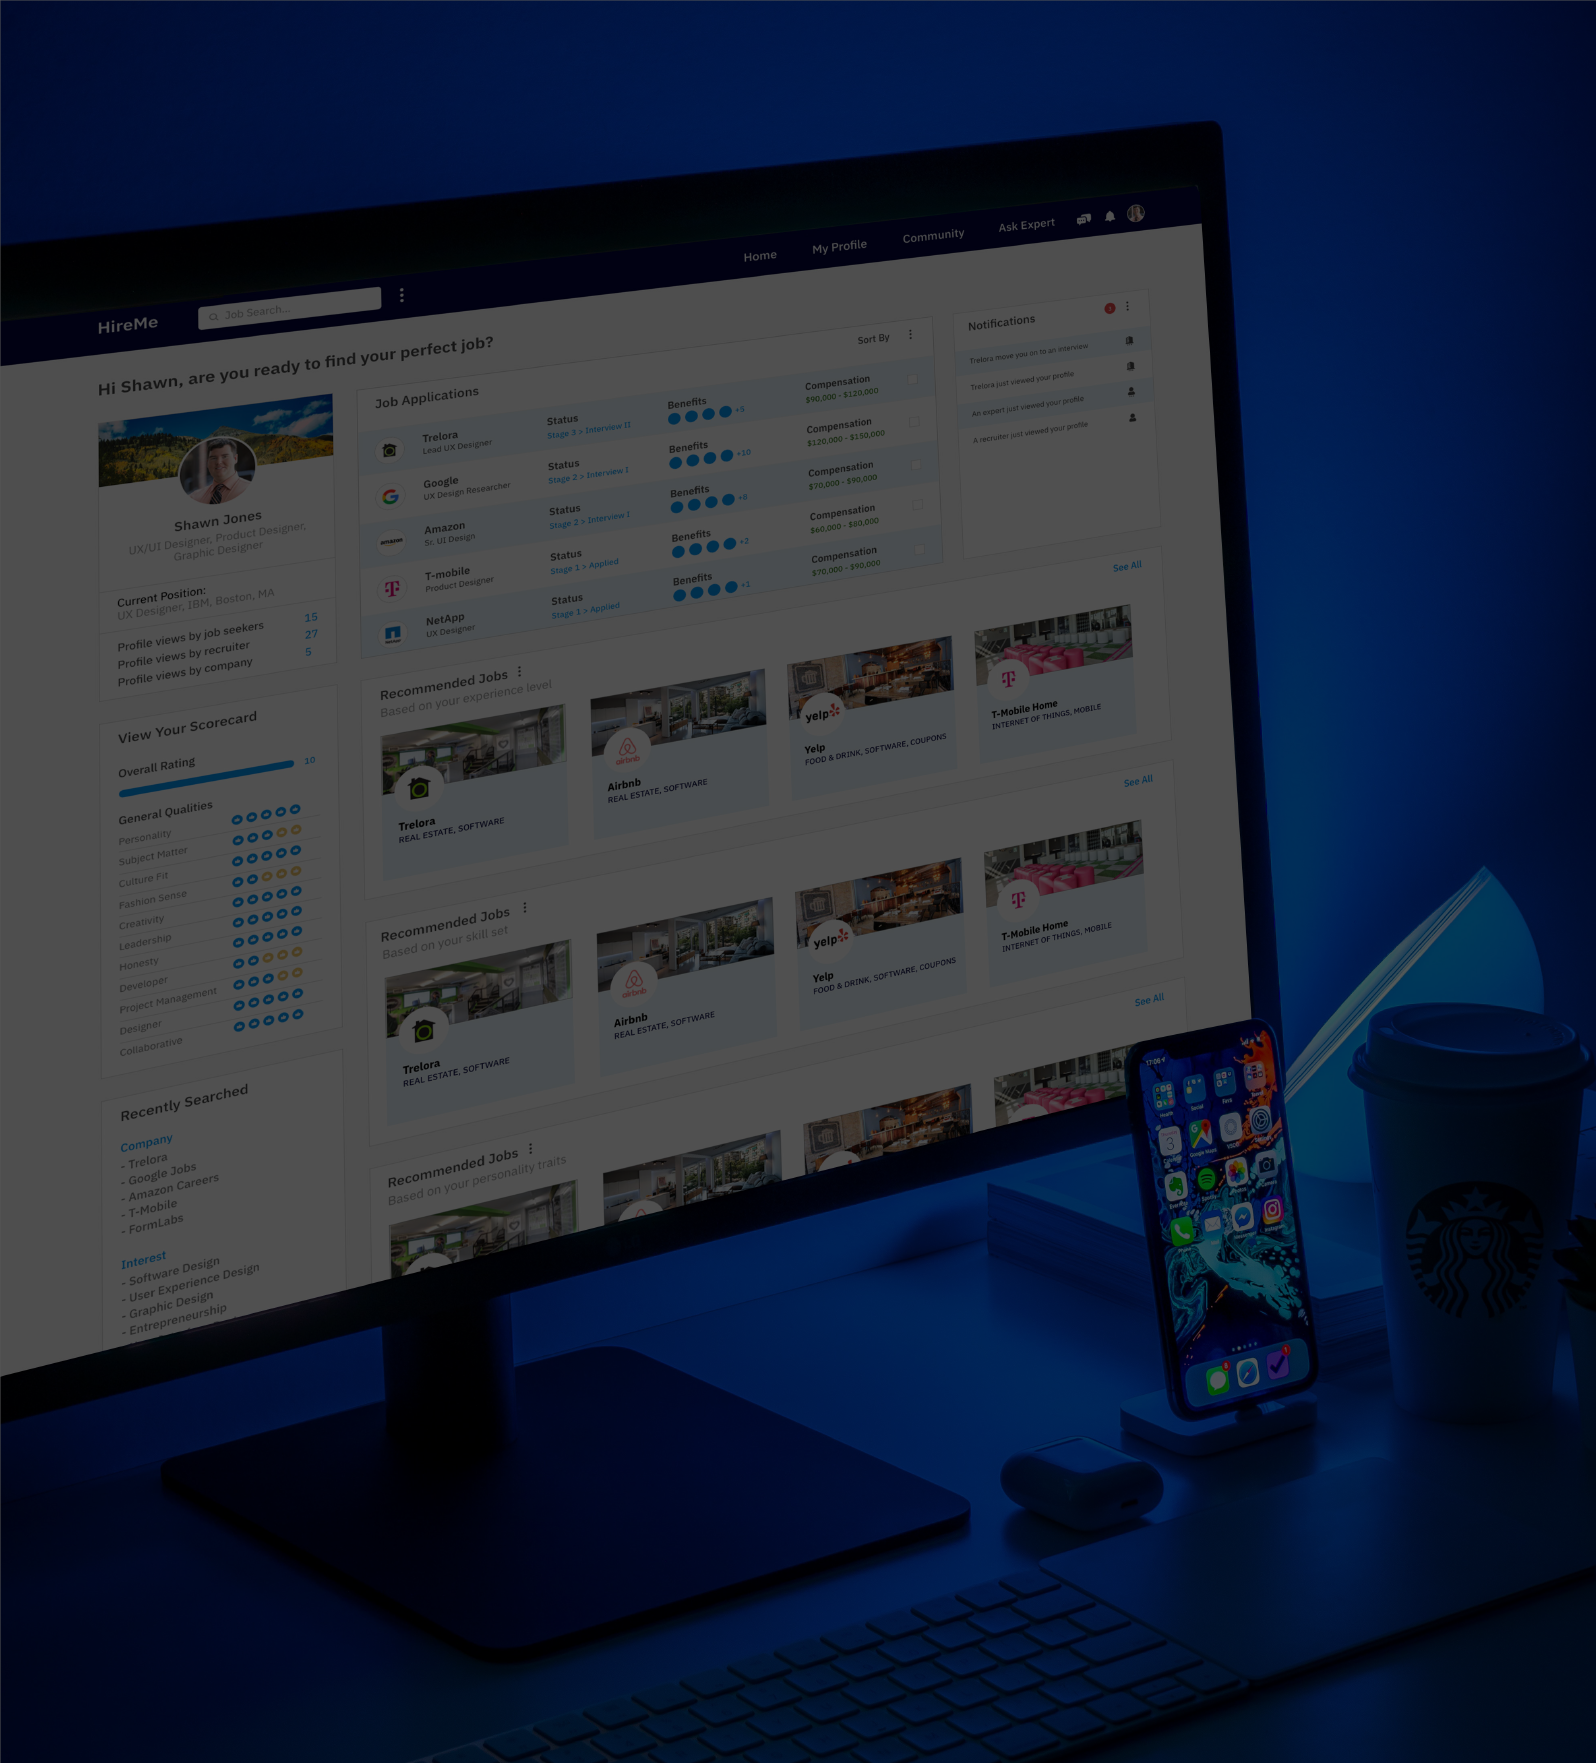 HireMe
Job Search...
Home
My Profile
Community
Ask Expert
Hi Shawn, are you ready to find your perfect job?
Shawn Jones
UX/UI Designer, Product Designer,
Graphic Designer
Current Position:
UX Designer, IBM, Boston, MA
Profile views by job seekers 15
Profile views by recruiter 27
Profile views by company 5
View Your Scorecard
Overall Rating
10
General Qualities
Personality
Subject Matter
Culture Fit
Fashion Sense
Creativity
Leadership
Honesty
Developer
Project Management
Designer
Collaborative
Recently Searched
Company
- Trelora
- Google Jobs
- Amazon Careers
- T-Mobile
- FormLabs
Interest
- Software Design
- User Experience Design
- Graphic Design
- Entrepreneurship
Job Applications
Sort By
Trelora Status Benefits Compensation
Lead UX Designer Stage 3 > Interview II +5 $90,000 - $120,000
Google Status Benefits Compensation
UX Design Researcher Stage 2 > Interview I +10 $120,000 - $150,000
amazon
Amazon Status Benefits Compensation
Sc. UI Design Stage 2 > Interview I +6 $70,000 - $90,000
T-mobile Status Benefits Compensation
Product Designer Stage 1 > Applied +2 $60,000 - $80,000
NetApp Status Benefits Compensation
UX Designer Stage 1 > Applied +1 $70,000 - $90,000
Notifications
Trelora move you on to an interview
Trelora just viewed your profile
An expert just viewed your profile
A recruiter just viewed your profile
Recommended Jobs
See All
Based on your experience level
Trelora
REAL ESTATE, SOFTWARE
airbnb
Airbnb
REAL ESTATE, SOFTWARE
yelp
Yelp
FOOD & DRINK, SOFTWARE, COUPONS
T
T-Mobile Home
INTERNET OF THINGS, MOBILE
Recommended Jobs
See All
Based on your skill set
Trelora
REAL ESTATE, SOFTWARE
airbnb
Airbnb
REAL ESTATE, SOFTWARE
yelp
Yelp
FOOD & DRINK, SOFTWARE, COUPONS
T
T-Mobile Home
INTERNET OF THINGS, MOBILE
Recommended Jobs
See All
Based on your personality traits
17:06
Health
Social
3
Google Maps